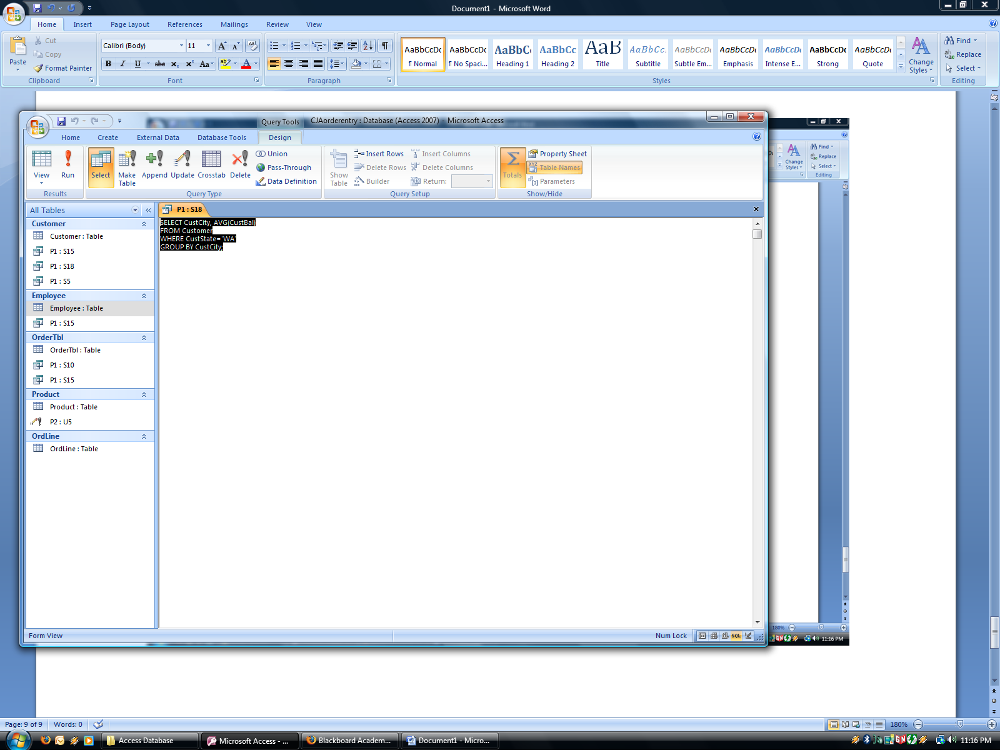 Document1 - Microsoft Word
Home Insert Page Layout References Mailings Review View
Paste
Cut
Copy
Format Painter
Clipboard
Calibri (Body) 11
Font
Paragraph
AaBbCcDc AaBbCcDc AaBbC AaBbCc AaB AaBbCc. AaBbCcDc AaBbCcDc AaBbCcDc AaBbCcDc AaBbCcDc
¶ Normal ¶ No Spaci... Heading 1 Heading 2 Title Subtitle Subtle Em... Emphasis Intense E... Strong Quote
Change Styles
Styles
Find
Replace
Select
Editing
Query Tools CJAorderentry : Database (Access 2007) - Microsoft Access
Home Create External Data Database Tools Design
View
Run
Results
Select
Make Table
Append
Update
Crosstab
Delete
Union
Pass-Through
Data Definition
Query Type
Show Table
Insert Rows
Delete Rows
Builder
Insert Columns
Delete Columns
Return:
Query Setup
Totals
Property Sheet
Table Names
Parameters
Show/Hide
All Tables
Customer
Customer : Table
P1 : S15
P1 : S18
P1 : S5
Employee
Employee : Table
P1 : S15
OrderTbl
OrderTbl : Table
P1 : S10
P1 : S15
Product
Product : Table
P2 : U5
OrdLine
OrdLine : Table
P1 : S18
SELECT CustCity, AVG(CustBal)
FROM Customer
WHERE CustState='WA'
GROUP BY CustCity;
Form View Num Lock SQL
Change Styles
Find
Replace
Select
Editing
180%
11:16 PM
Page: 9 of 9 Words: 0 180%
Access Database Microsoft Access - ... Blackboard Academ... Document1 - Micro... 11:16 PM